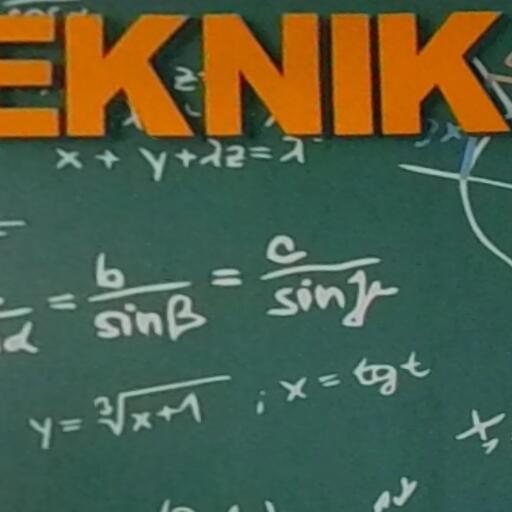 EKNIK
x + y + λz = λ
= b/sinβ = c/sinγ
y = ∛(x+1) ; x = tg t